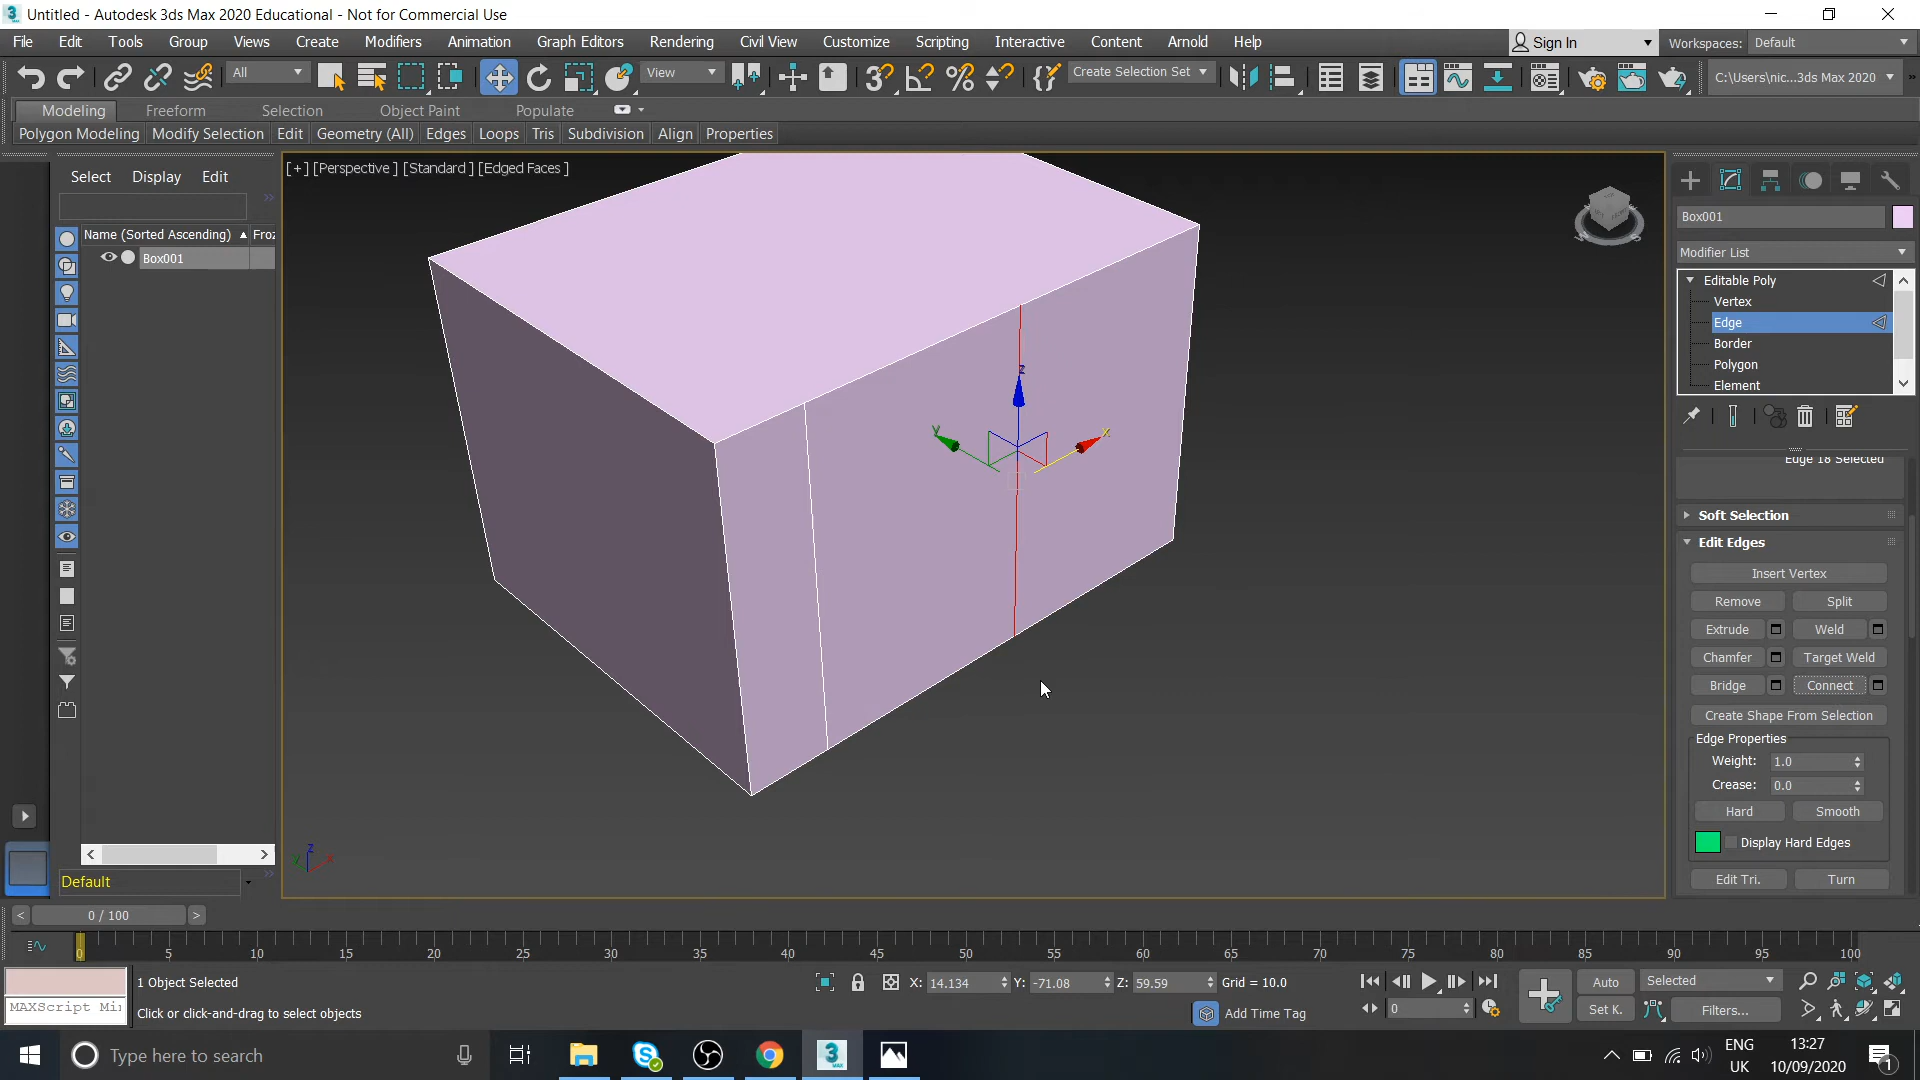 Untitled - Autodesk 3ds Max 2020 Educational - Not for Commercial Use
File Edit Tools Group Views Create Modifiers Animation Graph Editors Rendering Civil View Customize Scripting Interactive Content Arnold Help Sign In Workspaces: Default
All View Create Selection Set C:\Users\nic...3ds Max 2020
Modeling Freeform Selection Object Paint Populate
Polygon Modeling Modify Selection Edit Geometry (All) Edges Loops Tris Subdivision Align Properties
[+] [Perspective ] [Standard ] [Edged Faces ]
Select Display Edit
Name (Sorted Ascending) Froz
Box001
Default
z
y
x
z
y
x
Box001
Modifier List
Editable Poly
Vertex
Edge
Border
Polygon
Element
Edge 18 Selected
Soft Selection
Edit Edges
Insert Vertex
Remove Split
Extrude Weld
Chamfer Target Weld
Bridge Connect
Create Shape From Selection
Edge Properties
Weight: 1.0
Crease: 0.0
Hard Smooth
Display Hard Edges
Edit Tri. Turn
< 0 / 100 >
0 5 10 15 20 25 30 35 40 45 50 55 60 65 70 75 80 85 90 95 100
1 Object Selected X: 14.134 Y: -71.08 Z: 59.59 Grid = 10.0 Auto Selected
MAXScript Mi Click or click-and-drag to select objects Add Time Tag 0 Set K. Filters...
Type here to search
ENG
UK
13:27
10/09/2020
1